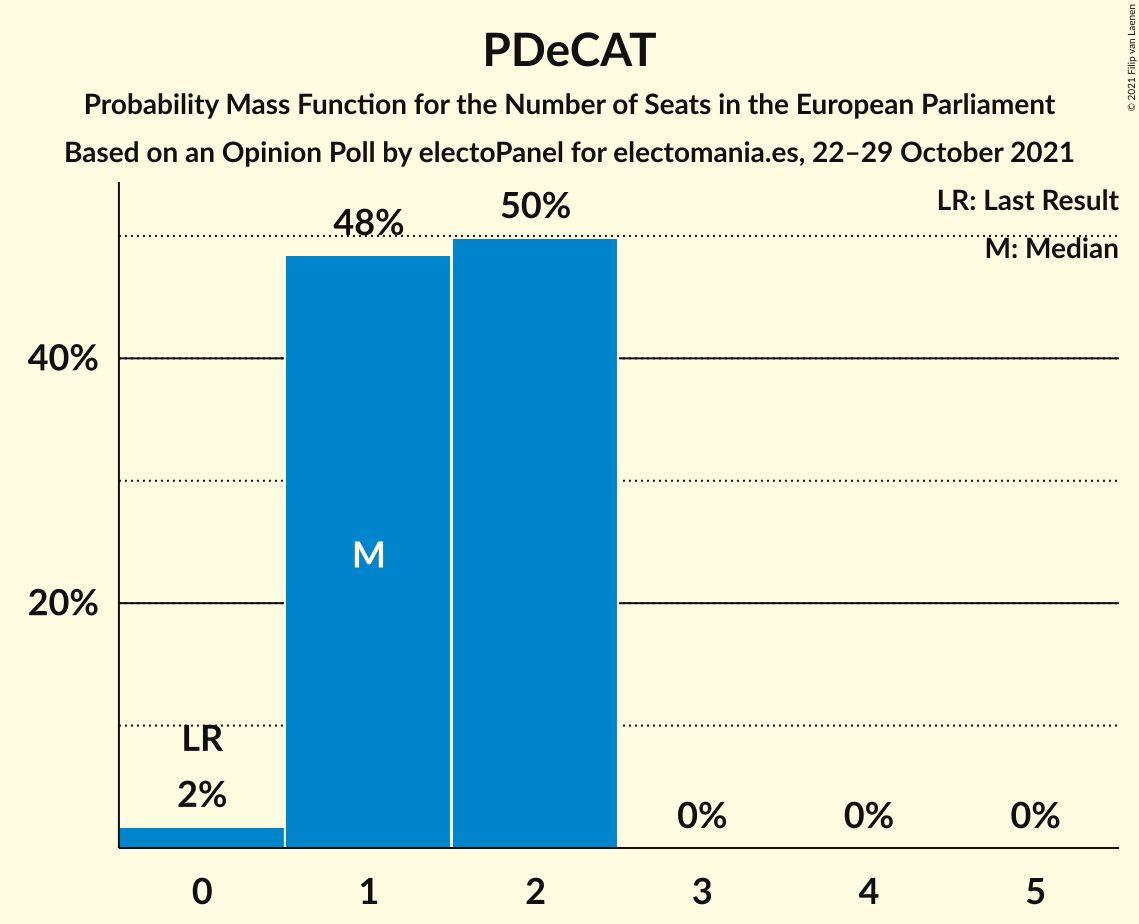 PDeCAT
Probability Mass Function for the Number of Seats in the European Parliament
Based on an Opinion Poll by electoPanel for electomania.es, 22–29 October 2021
© 2021 Filip van Laenen
LR: Last Result
M: Median
48%
50%
40%
20%
M
LR
2%
0%
0%
0%
0
1
2
3
4
5